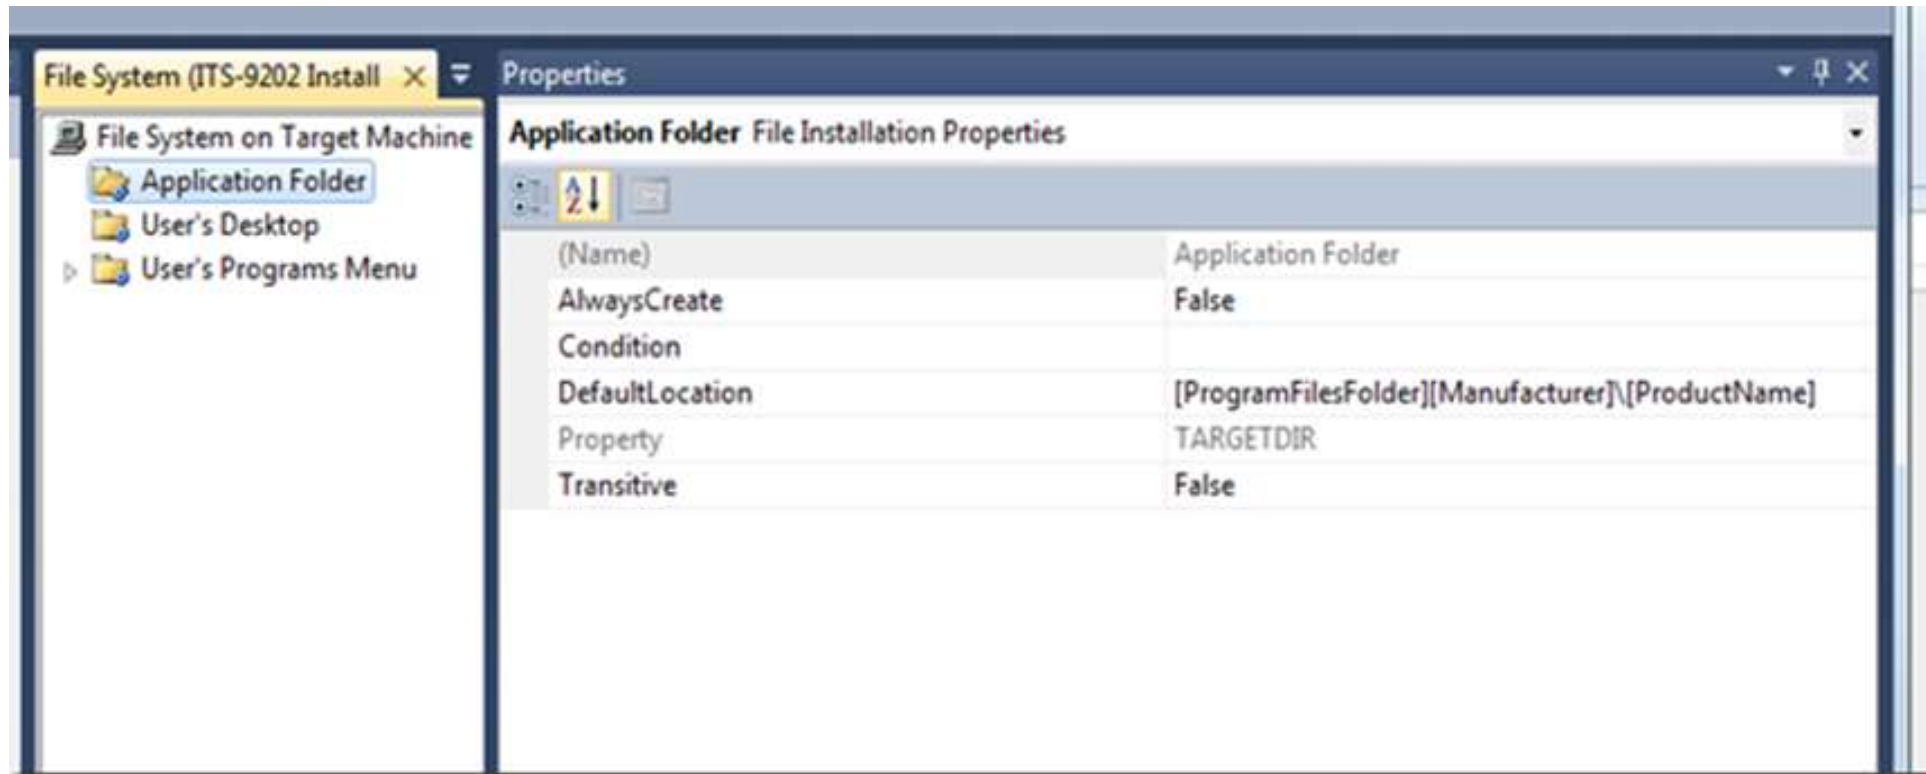 File System (ITS-9202 Install
File System on Target Machine
Application Folder
User's Desktop
User's Programs Menu
Properties
Application Folder File Installation Properties
(Name) Application Folder
AlwaysCreate False
Condition
DefaultLocation [ProgramFilesFolder][Manufacturer]\[ProductName]
Property TARGETDIR
Transitive False